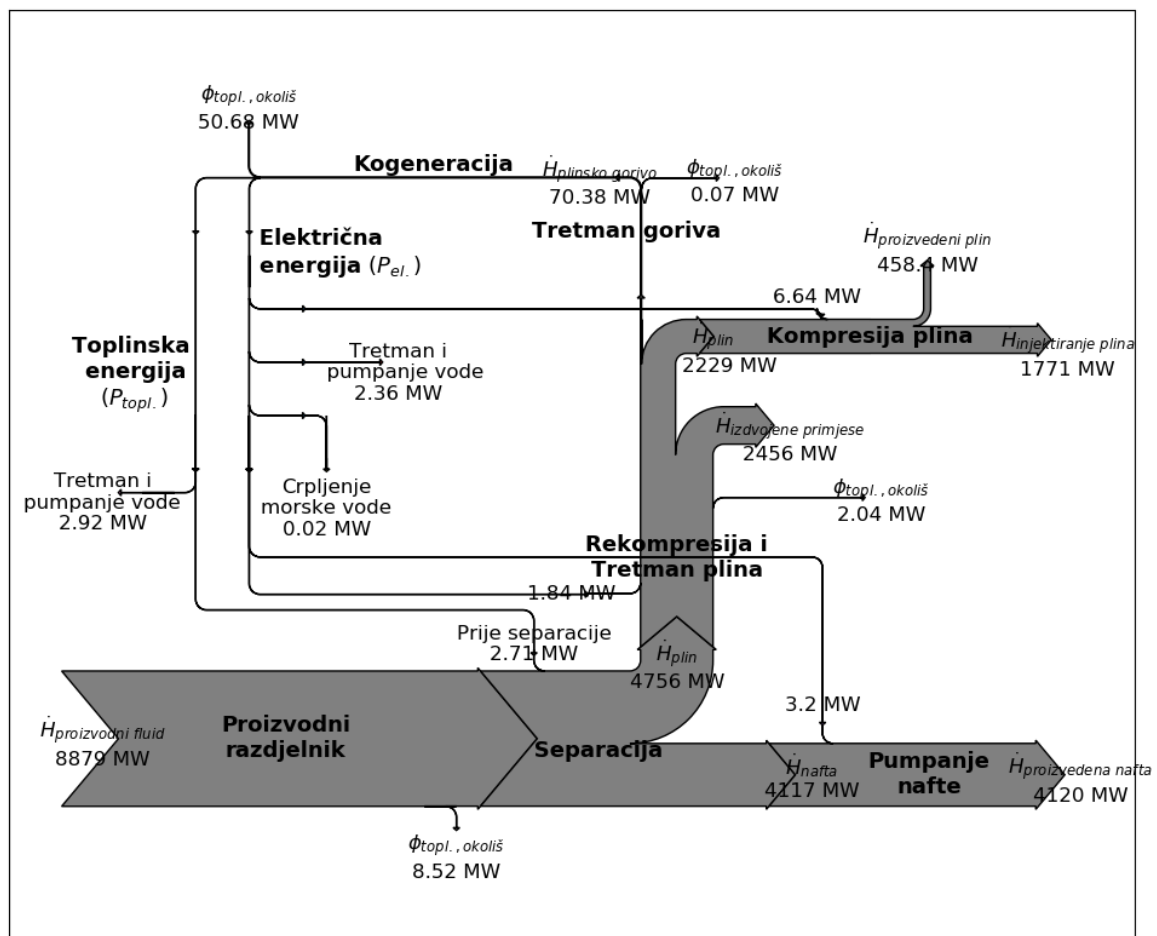 ϕtopl.,okoliš
50.68 MW
Kogeneracija
Ḣplinsko gorivo
70.38 MW
ϕtopl.,okoliš
0.07 MW
Tretman goriva
Električna
energija (Pel.)
Ḣproizvedeni plin
458.4 MW
6.64 MW
Toplinska
energija
(Ptopl.)
Tretman i
pumpanje vode
2.36 MW
Ḣplin
2229 MW
Kompresija plina
Ḣinjektiranje plina
1771 MW
Ḣizdvojene primjese
2456 MW
Tretman i
pumpanje vode
2.92 MW
Crpljenje
morske vode
0.02 MW
ϕtopl.,okoliš
2.04 MW
Rekompresija i
Tretman plina
1.84 MW
Prije separacije
2.71 MW
Ḣplin
4756 MW
3.2 MW
Ḣproizvodni fluid
8879 MW
Proizvodni
razdjelnik
Separacija
Ḣnafta
4117 MW
Pumpanje
nafte
Ḣproizvedena nafta
4120 MW
ϕtopl.,okoliš
8.52 MW